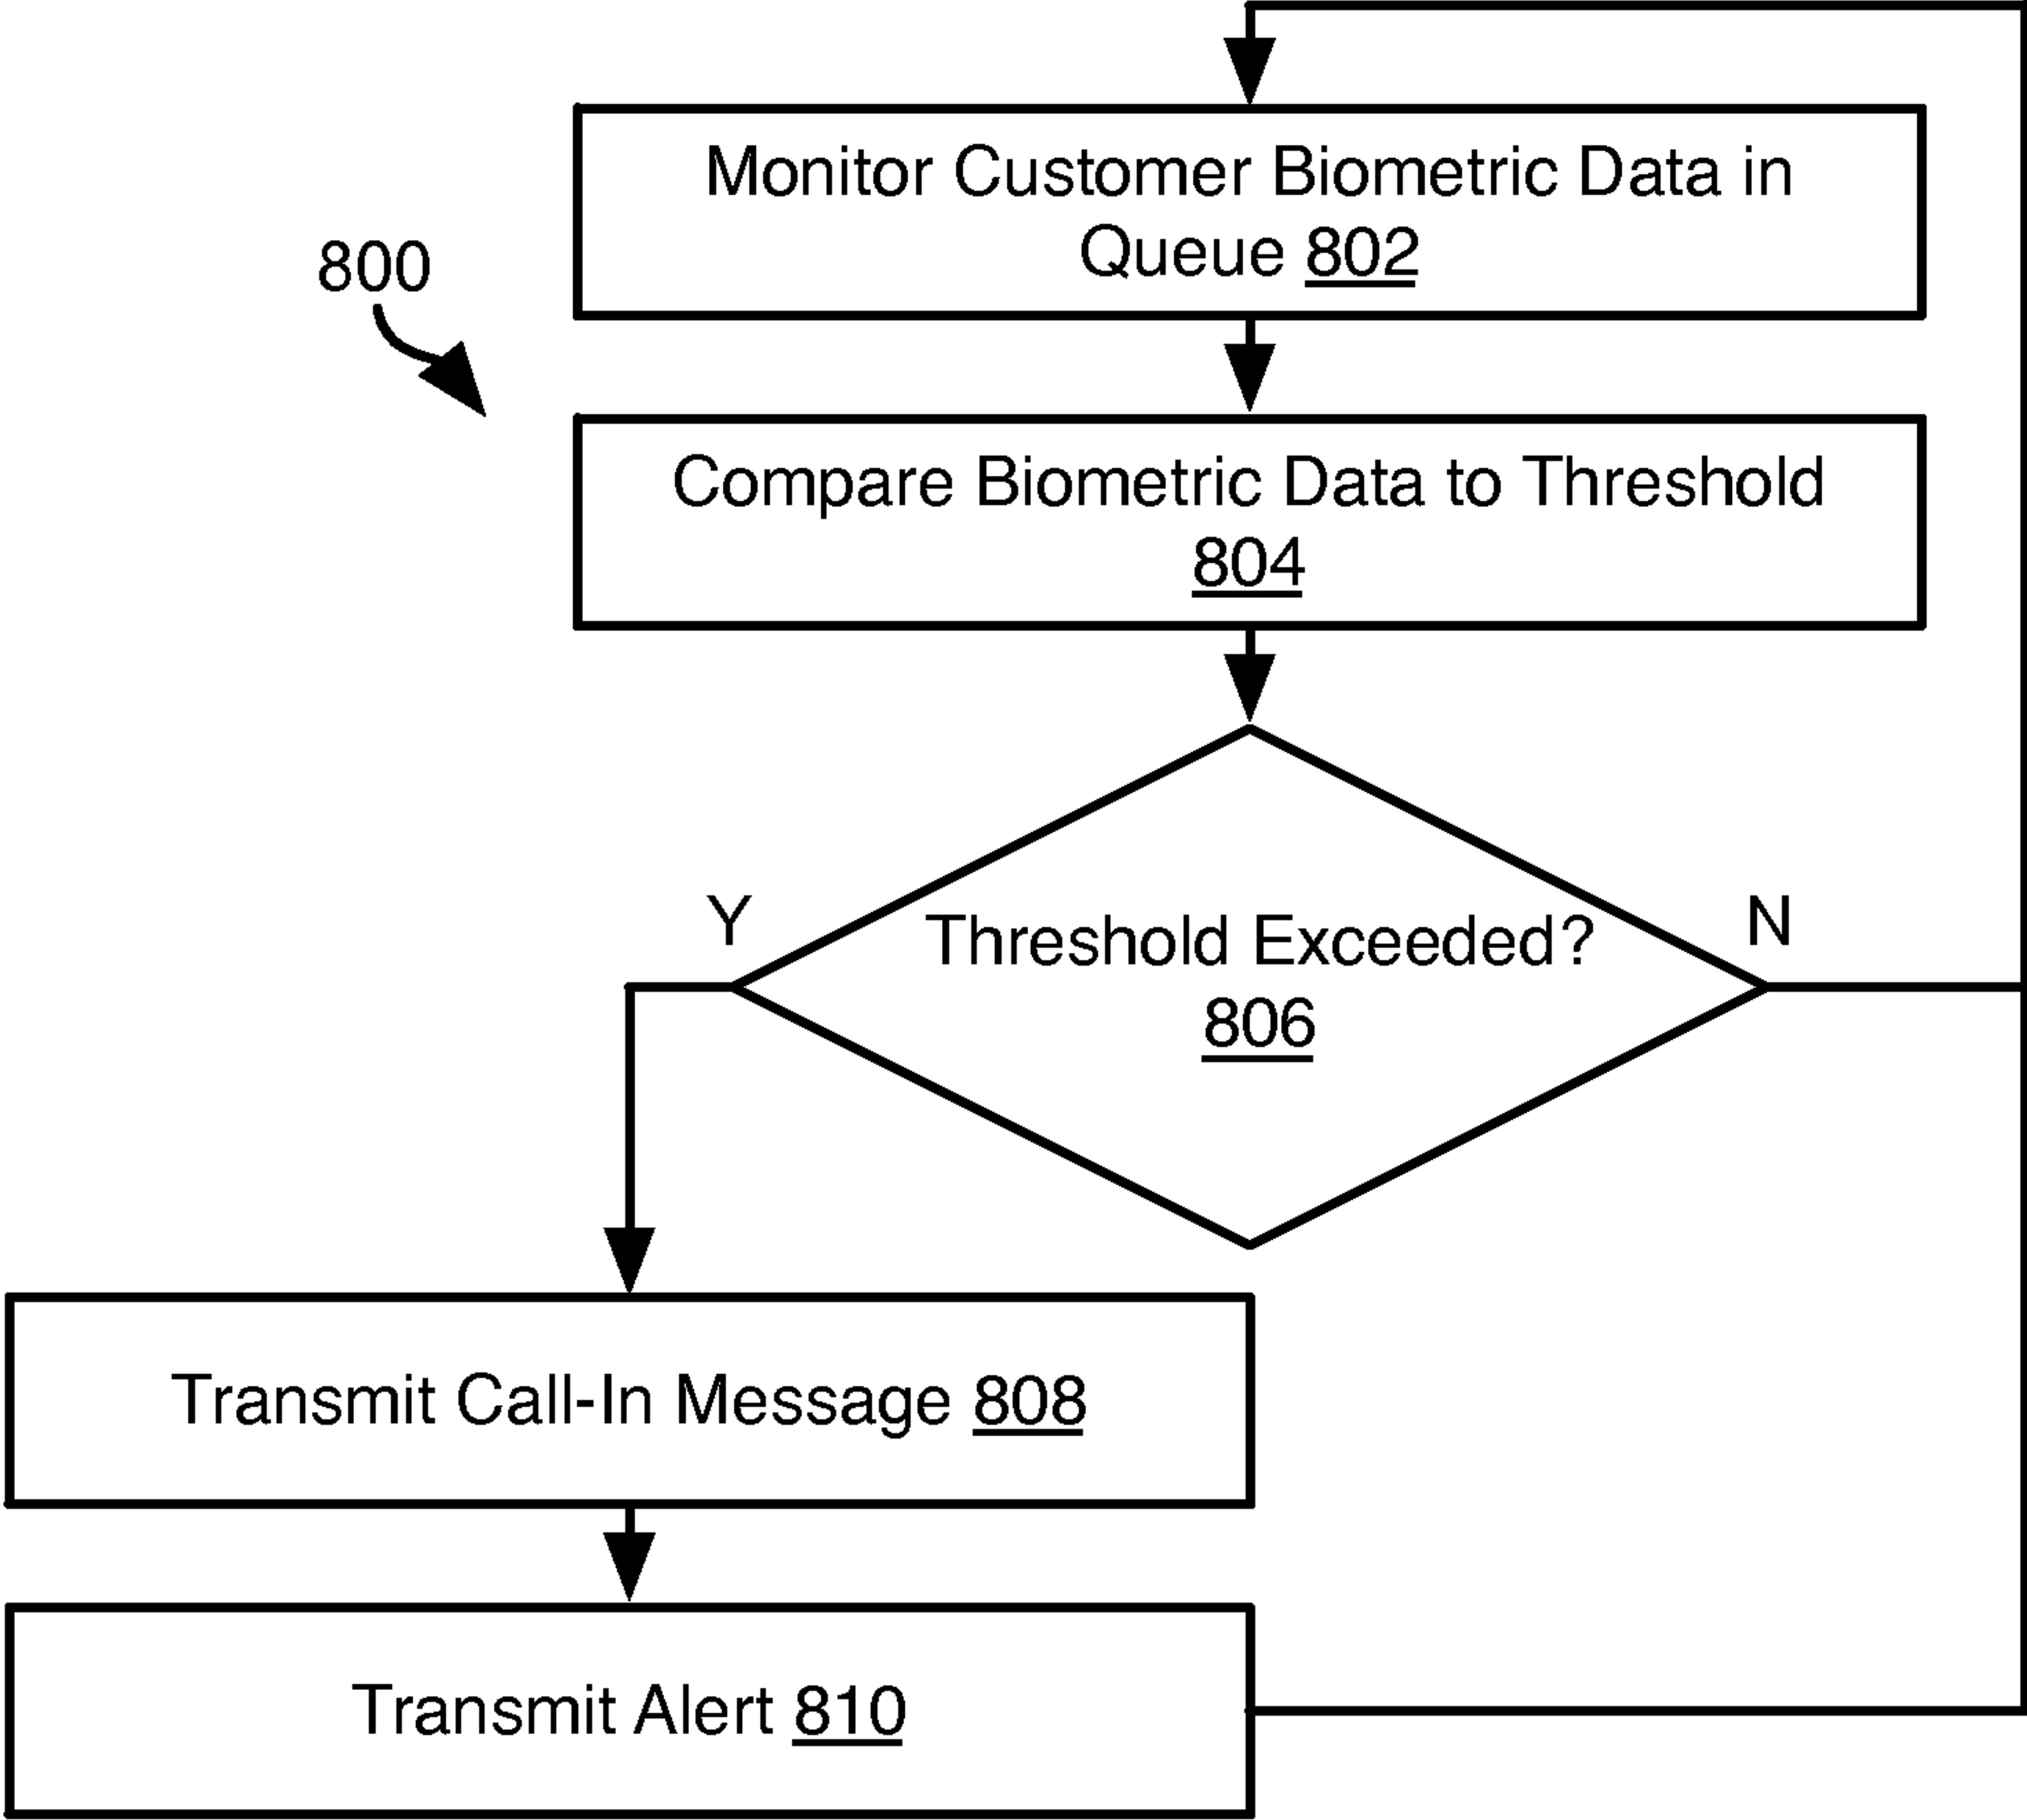 Monitor Customer Biometric Data in
Queue 802
800
Compare Biometric Data to Threshold
804
Y
N
Threshold Exceeded?
806
Transmit Call-In Message 808
Transmit Alert 810